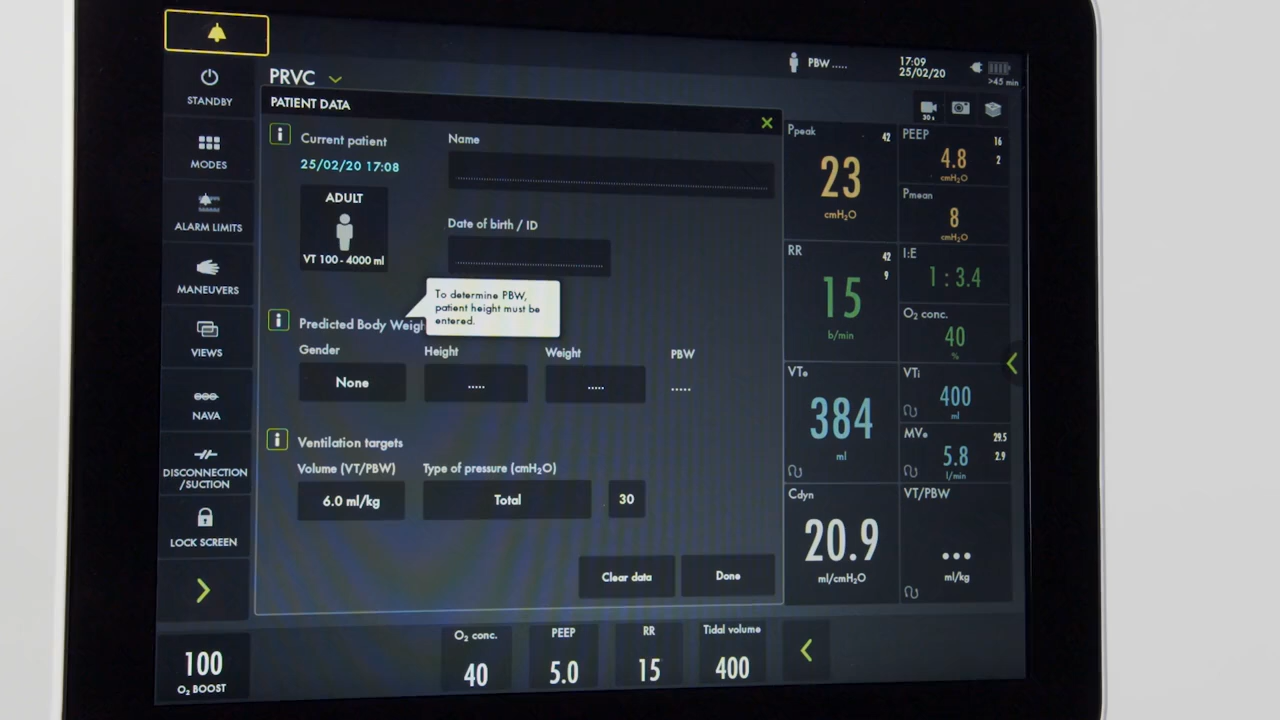 PBW .....
17:09
25/02/20
>45 min
30 s
STANDBY
MODES
ALARM LIMITS
MANEUVERS
VIEWS
NAVA
DISCONNECTION
/SUCTION
LOCK SCREEN
100
O₂ BOOST
PRVC
PATIENT DATA
Current patient
25/02/20 17:08
Name
ADULT
VT 100 - 4000 ml
Date of birth / ID
To determine PBW,
patient height must be
entered.
Predicted Body Weigh
Gender
Height
Weight
PBW
None
.....
.....
.....
Ventilation targets
Volume (VT/PBW)
Type of pressure (cmH₂O)
6.0 ml/kg
Total
30
Clear data
Done
Ppeak
42
23
cmH₂O
PEEP
16
4.8
2
cmH₂O
Pmean
8
cmH₂O
RR
42
9
15
b/min
I:E
1 : 3.4
O₂ conc.
40
%
VTe
384
ml
VTi
400
ml
MVe
29.5
2.9
5.8
l/min
Cdyn
20.9
ml/cmH₂O
VT/PBW
...
ml/kg
O₂ conc.
40
PEEP
5.0
RR
15
Tidal volume
400